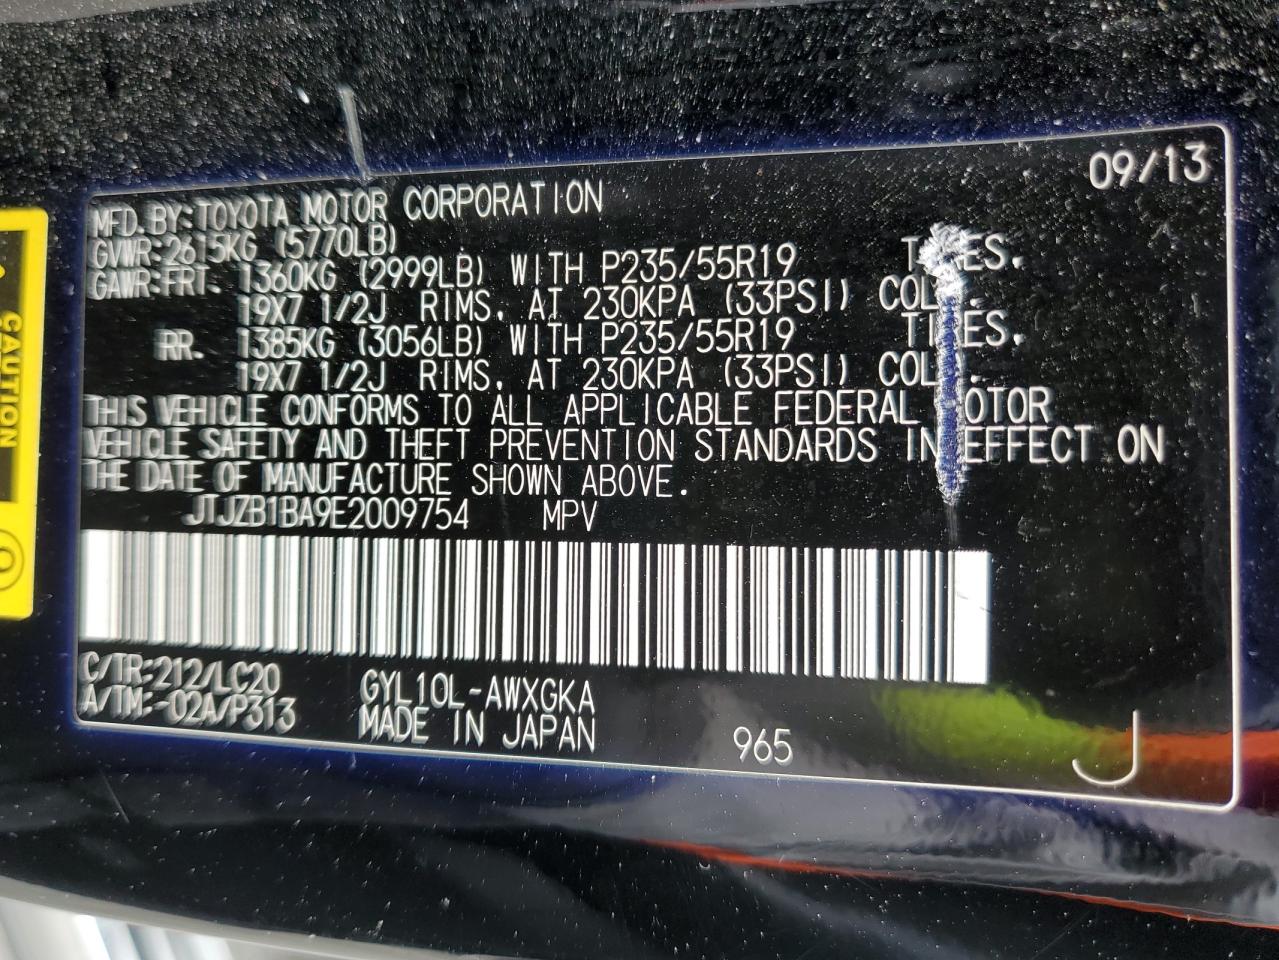 09/13
MFD. BY: TOYOTA MOTOR CORPORATION
GVWR: 2615KG (5770LB)
GAWR: FRT. 1360KG (2999LB) WITH P235/55R19
19X7 1/2J RIMS, AT 230KPA (33PSI)
RR. 1385KG (3056LB) WITH P235/55R19
19X7 1/2J RIMS, AT 230KPA (33PSI)
THIS VEHICLE CONFORMS TO ALL APPLICABLE FEDERAL MOTOR
VEHICLE SAFETY AND THEFT PREVENTION STANDARDS IN EFFECT ON
THE DATE OF MANUFACTURE SHOWN ABOVE.
JTJZB1BA9E2009754 MPV
C/TR: 212/LC20 GYL10L-AWXGKA
A/TM: -02A/P313 MADE IN JAPAN
965 J
CAUTION